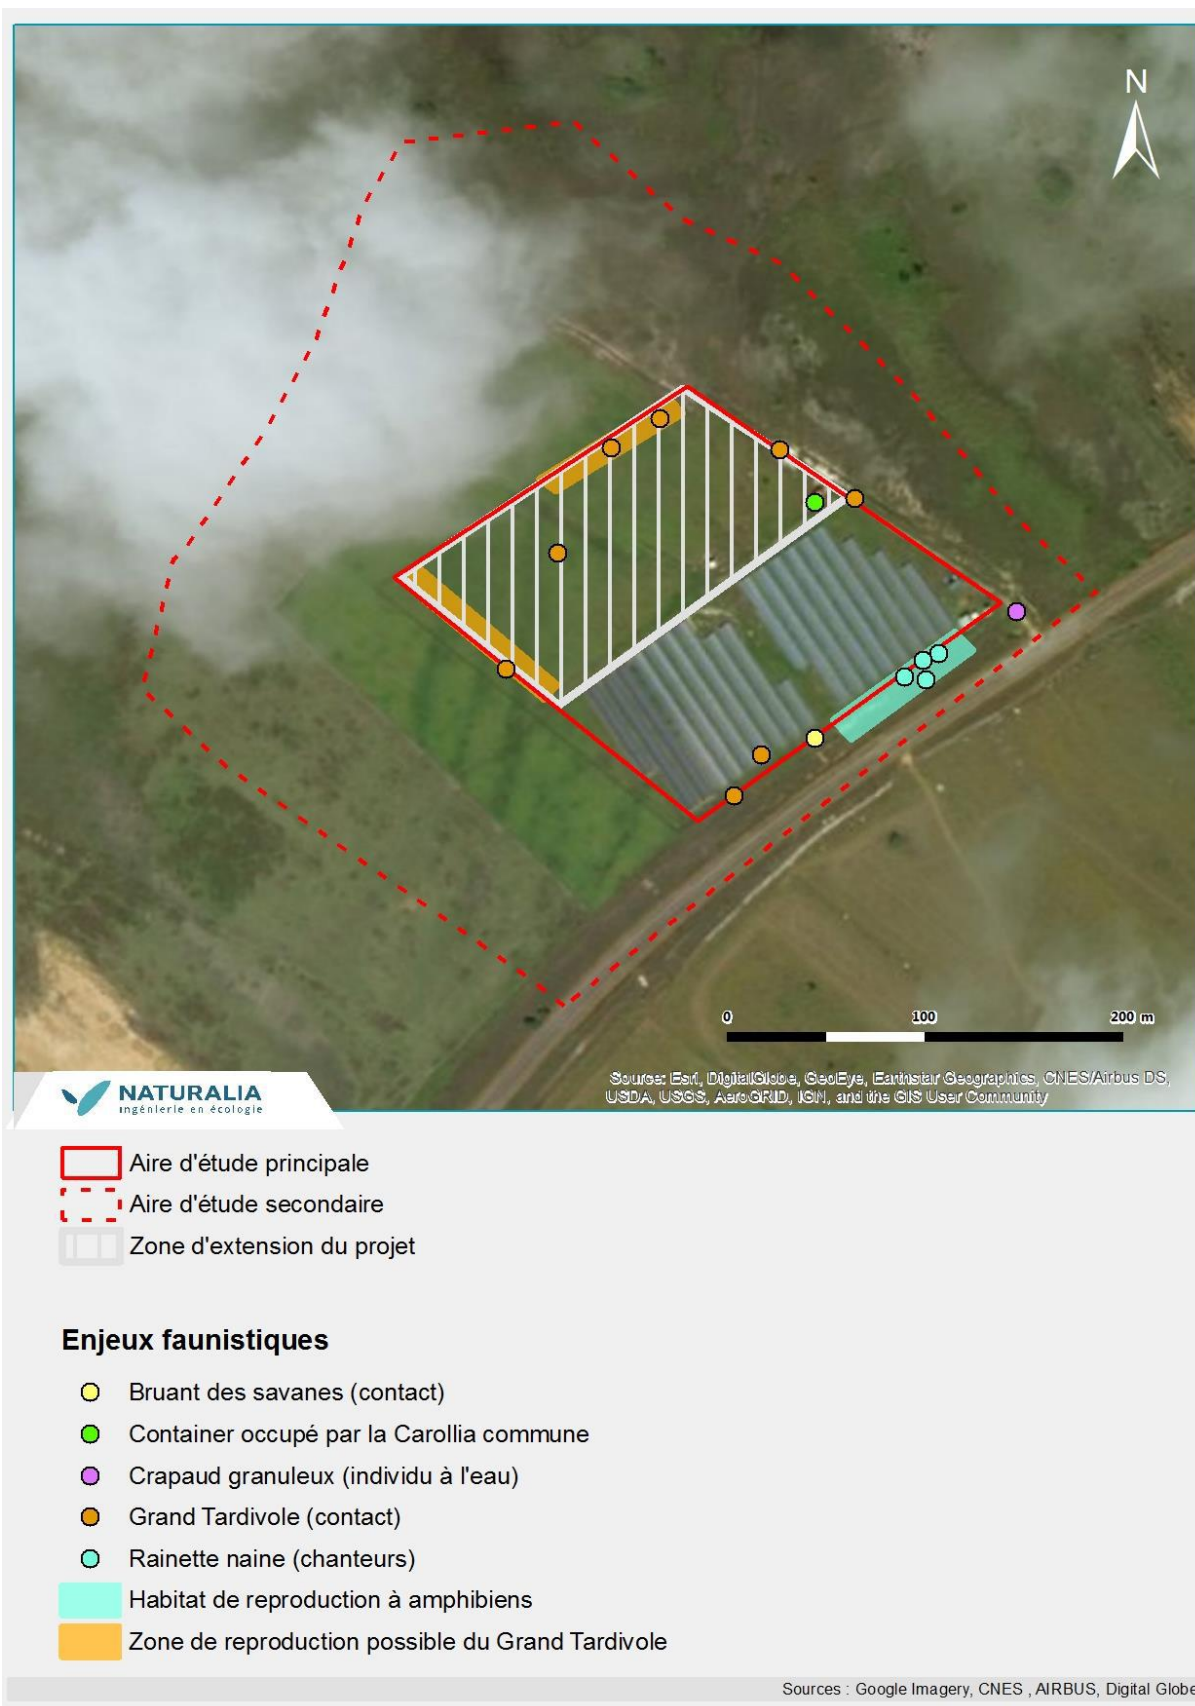 N
0 100 200 m
Source: Esri, DigitalGlobe, GeoEye, Earthstar Geographics, CNES/Airbus DS,
USDA, USGS, AeroGRID, IGN, and the GIS User Community
NATURALIA
Ingénierie en écologie
Aire d'étude principale
Aire d'étude secondaire
Zone d'extension du projet
Enjeux faunistiques
Bruant des savanes (contact)
Container occupé par la Carollia commune
Crapaud granuleux (individu à l'eau)
Grand Tardivole (contact)
Rainette naine (chanteurs)
Habitat de reproduction à amphibiens
Zone de reproduction possible du Grand Tardivole
Sources : Google Imagery, CNES , AIRBUS, Digital Globe